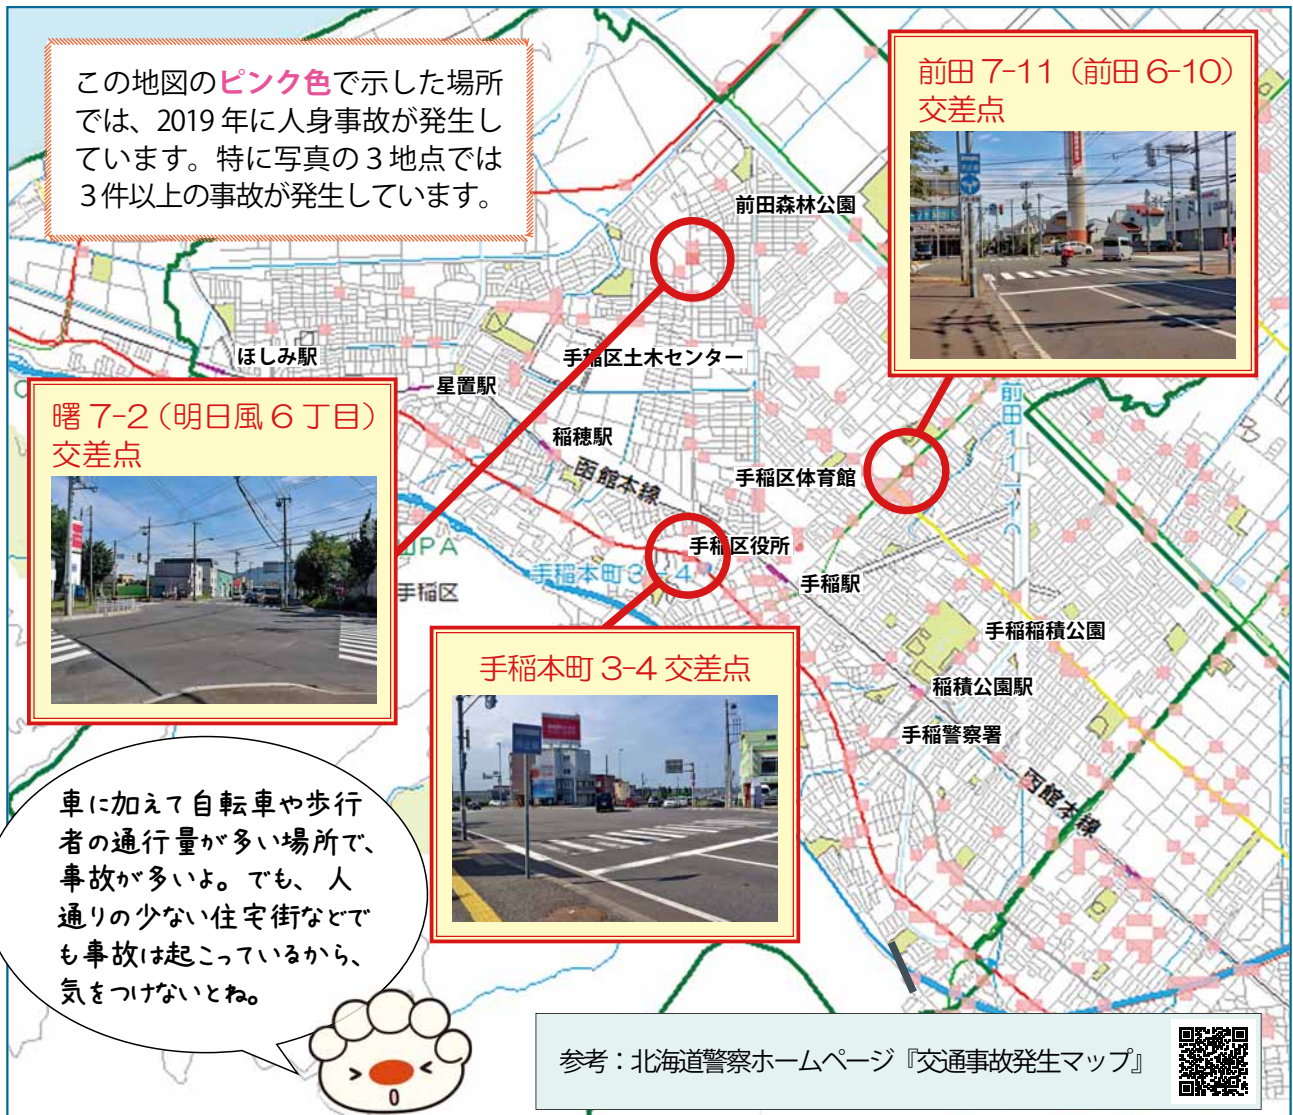 この地図のピンク色で示した場所
では、2019 年に人身事故が発生し
ています。特に写真の 3 地点では
3 件以上の事故が発生しています。
前田 7-11（前田 6-10）
交差点
前田森林公園
ほしみ駅
手稲区土木センター
星置駅
曙 7-2（明日風 6 丁目）
交差点
稲穂駅
函館本線
手稲区体育館
手稲区役所
PA
手稲本町3-4
手稲区
手稲駅
手稲稲積公園
手稲本町 3-4 交差点
稲積公園駅
手稲警察署
函館本線
車に加えて自転車や歩行
者の通行量が多い場所で、
事故が多いよ。でも、人
通りの少ない住宅街などで
も事故は起こっているから、
気をつけないとね。
参考：北海道警察ホームページ『交通事故発生マップ』